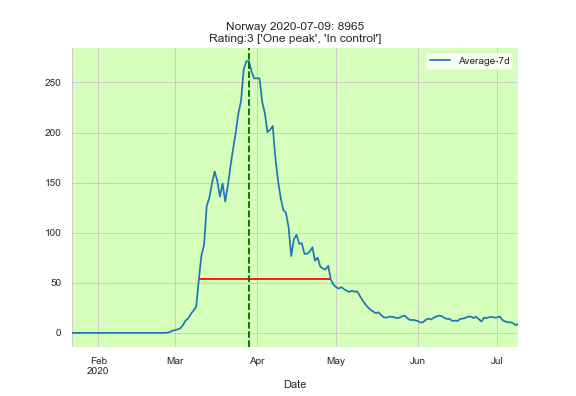 Norway 2020-07-09: 8965
Rating:3 ['One peak', 'In control']
Average-7d
250
200
150
100
50
0
Feb
2020
Mar
Apr
May
Jun
Jul
Date